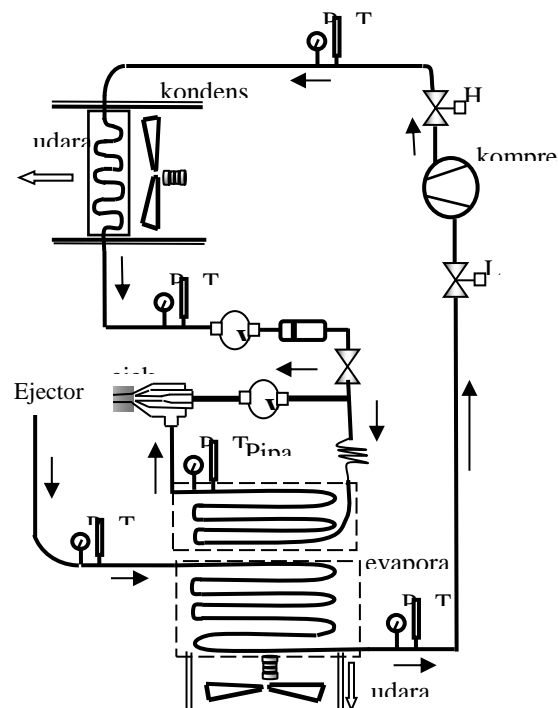 P T
kondens
H
udara
kompre
P T
Ejector
P T
Pipa
P T
evapora
P T
udara